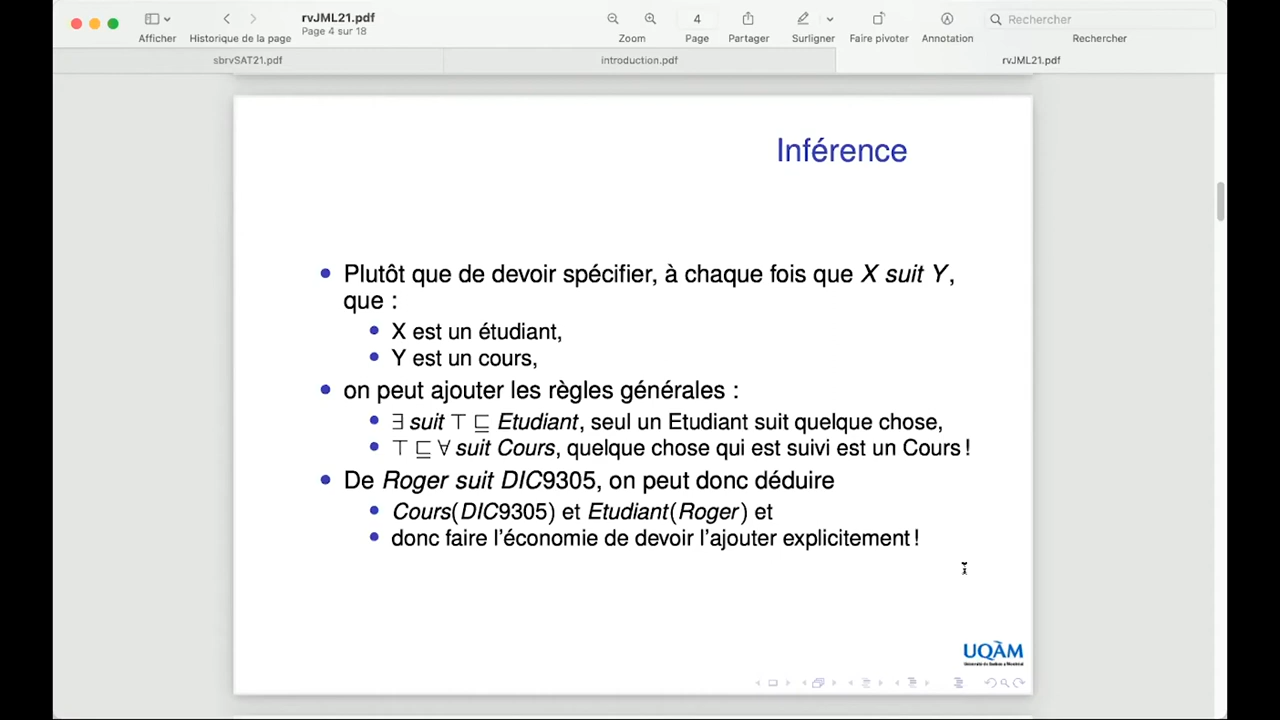 rvJML21.pdf
Page 4 sur 18
4
Rechercher
Afficher
Historique de la page
Zoom
Page
Partager
Surligner
Faire pivoter
Annotation
Rechercher
sbrvSAT21.pdf
introduction.pdf
rvJML21.pdf
Inférence
Plutôt que de devoir spécifier, à chaque fois que X suit Y,
que :
X est un étudiant,
Y est un cours,
on peut ajouter les règles générales :
∃ suit ⊤ ⊑ Etudiant, seul un Etudiant suit quelque chose,
⊤ ⊑ ∀ suit Cours, quelque chose qui est suivi est un Cours !
De Roger suit DIC9305, on peut donc déduire
Cours(DIC9305) et Etudiant(Roger) et
donc faire l'économie de devoir l'ajouter explicitement !
UQÀM